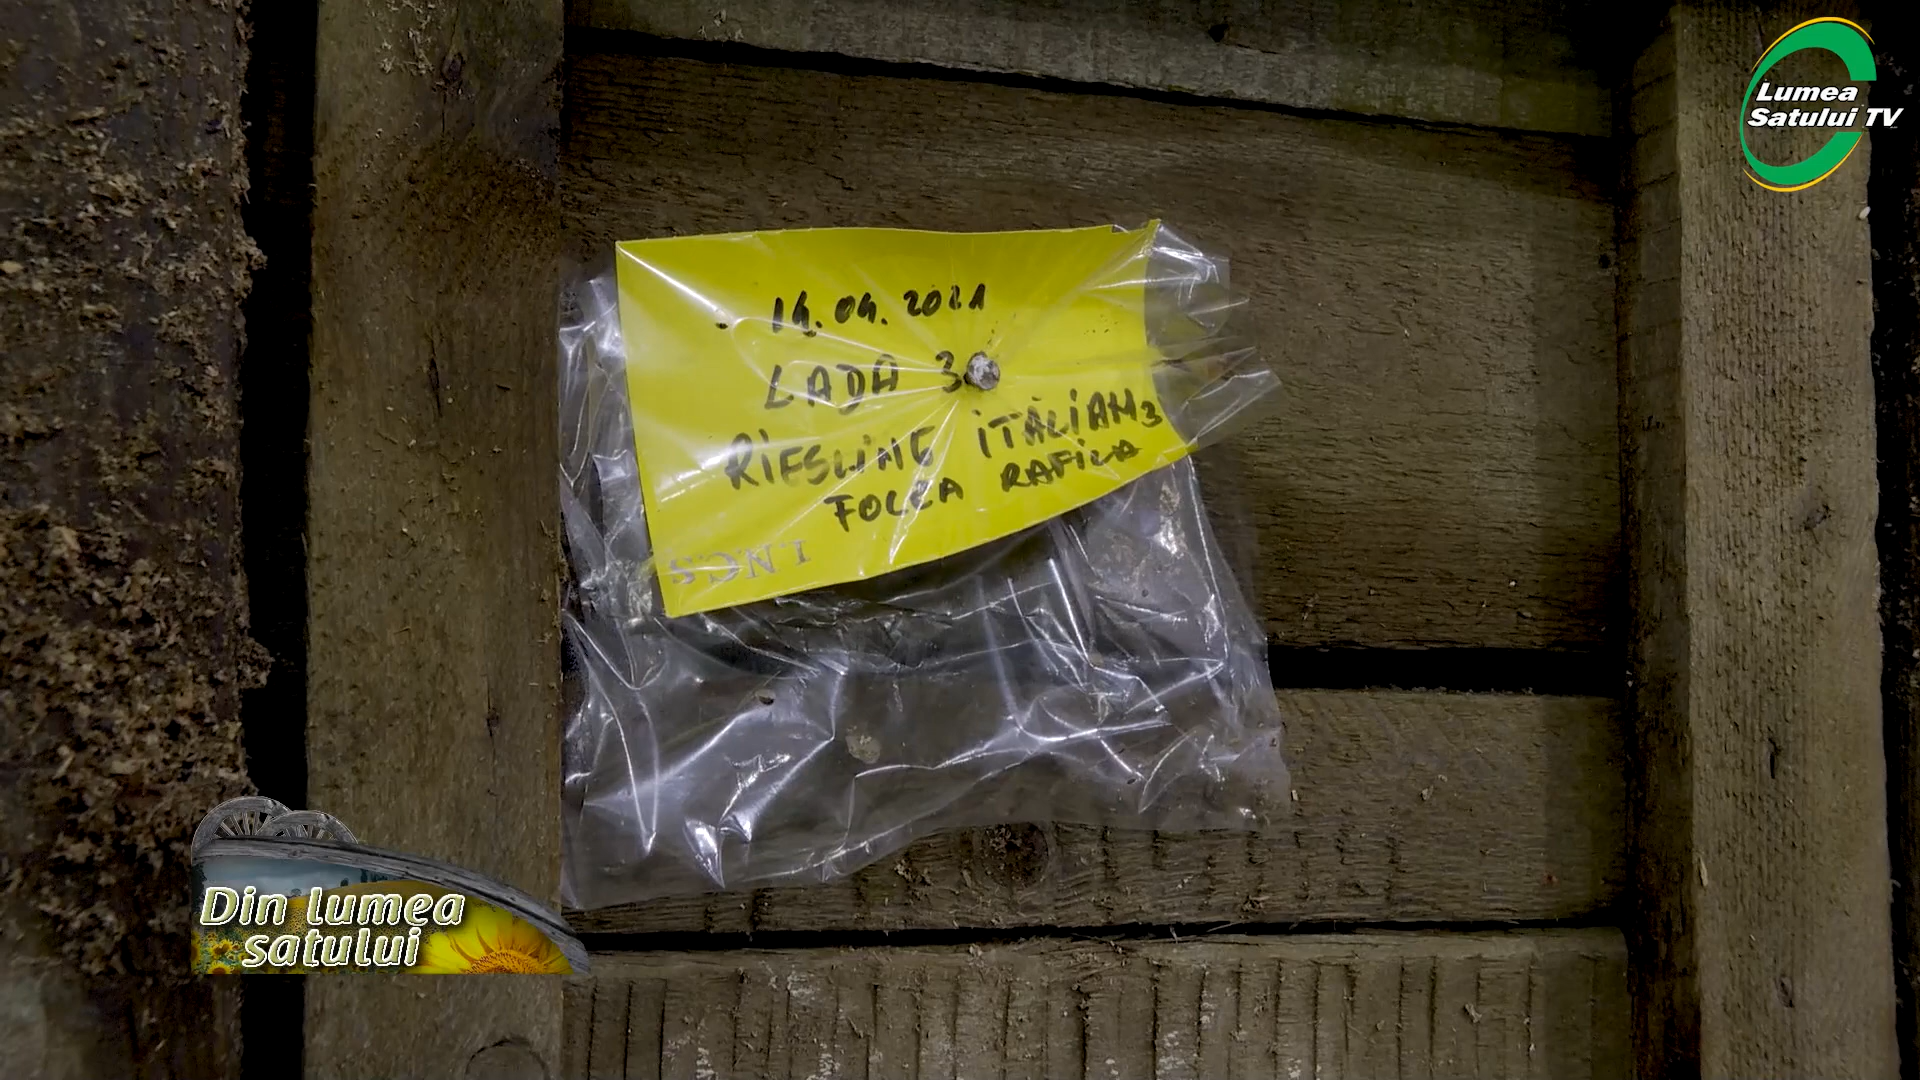 Lumea
Satului TV
14.04.2021
LADA 3
RIESLING ITALIAN 3
FOLEA RAFILA
I.N.C.S
Din lumea
satului